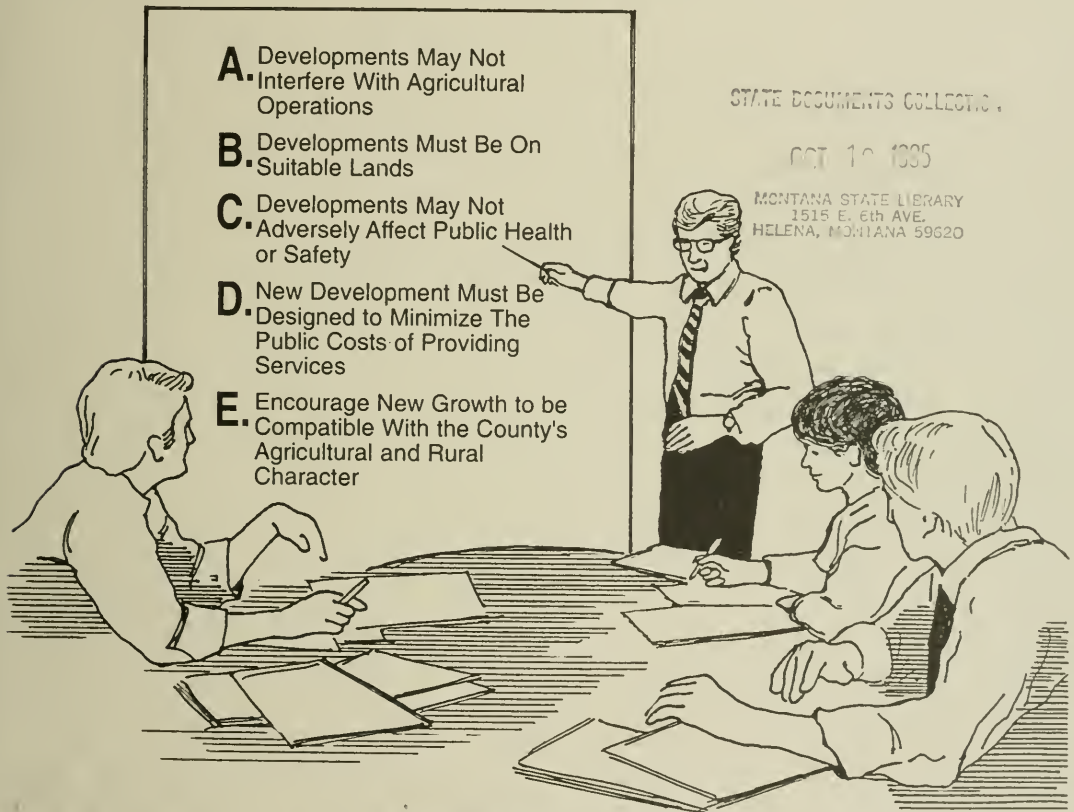 A. Developments May Not
Interfere With Agricultural
Operations
B. Developments Must Be On
Suitable Lands
C. Developments May Not
Adversely Affect Public Health
or Safety
D. New Development Must Be
Designed to Minimize The
Public Costs of Providing
Services
E. Encourage New Growth to be
Compatible With the County's
Agricultural and Rural
Character
STATE DOCUMENTS COLLECTIO
MONTANA STATE LIBRARY
1515 E. 6th AVE.
HELENA, MONTANA 59620